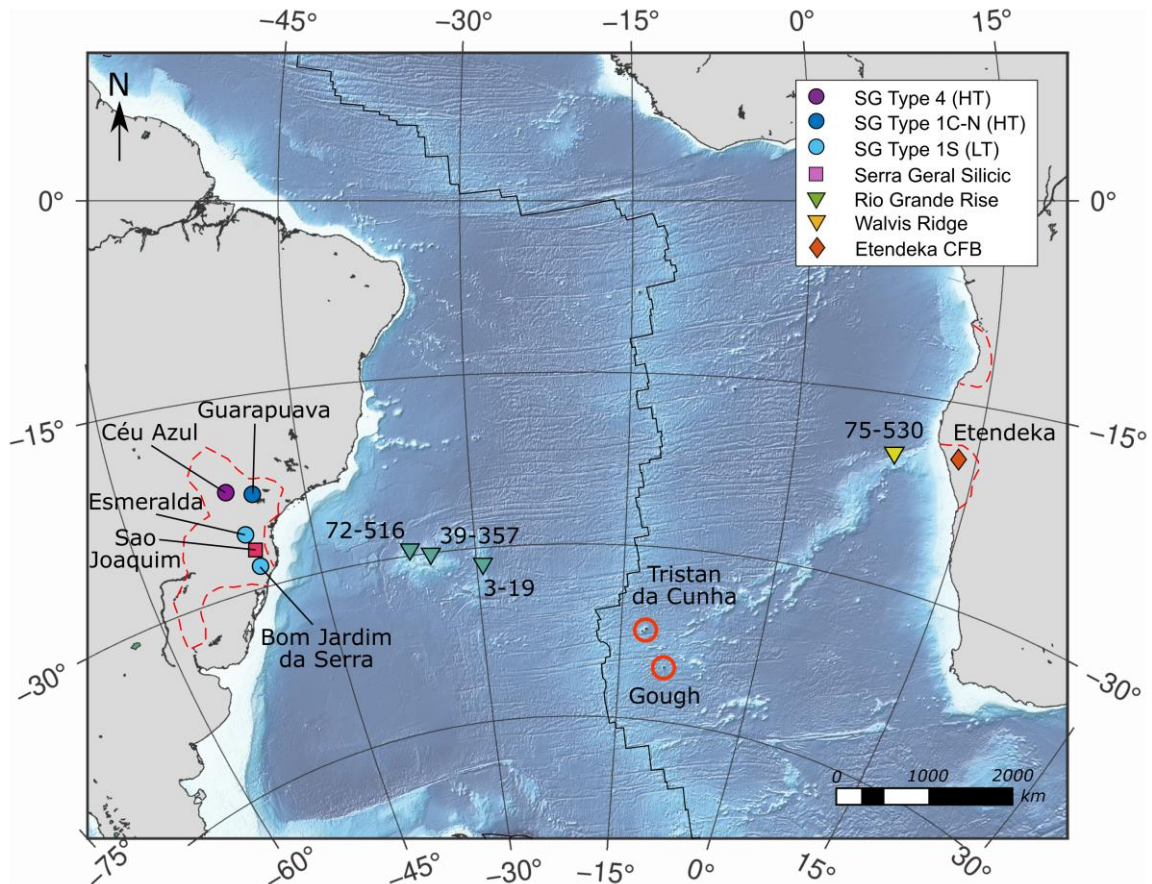 −45°
−30°
−15°
0°
15°
N
SG Type 4 (HT)
SG Type 1C-N (HT)
SG Type 1S (LT)
Serra Geral Silicic
Rio Grande Rise
Walvis Ridge
Etendeka CFB
0°
0°
Guarapuava
Céu Azul
−15°
75-530
Etendeka
−15°
Esmeralda
Sao
Joaquim
72-516
39-357
3-19
Tristan
da Cunha
Bom Jardim
da Serra
Gough
−30°
−30°
0
1000
2000
km
−75°
−60°
−45°
−30°
−15°
0°
15°
30°